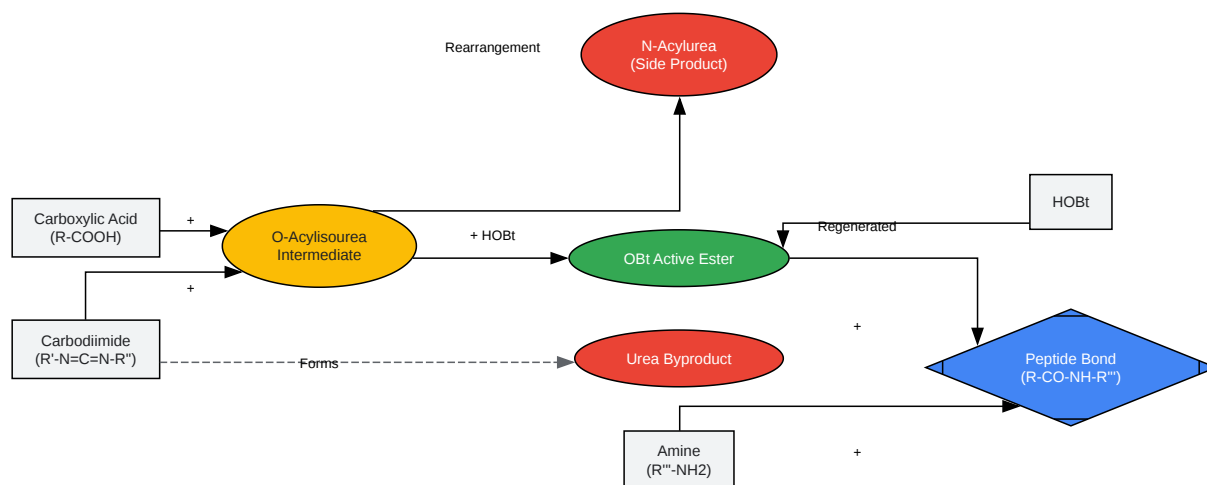 Rearrangement
N-Acylurea
(Side Product)
Carboxylic Acid
(R-COOH)
+
O-Acylisourea
Intermediate
+ HOBt
OBt Active Ester
Regenerated
HOBt
+
Carbodiimide
(R'-N=C=N-R")
Forms
Urea Byproduct
+
Peptide Bond
(R-CO-NH-R'")
Amine
(R'"-NH2)
+